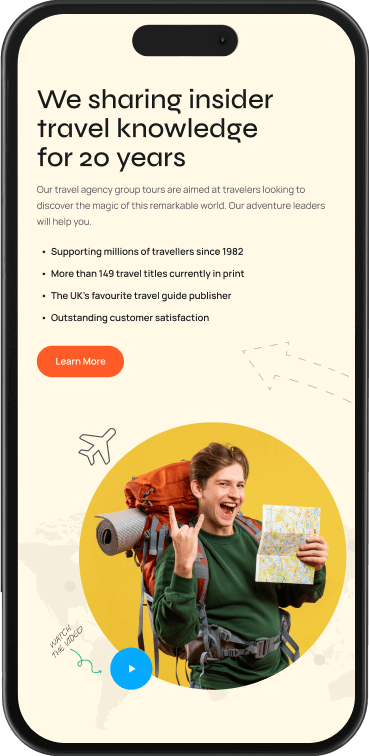 We sharing insider
travel knowledge
for 20 years
Our travel agency group tours are aimed at travelers looking to
discover the magic of this remarkable world. Our adventure leaders
will help you.
• Supporting millions of travellers since 1982
• More than 149 travel titles currently in print
• The UK's favourite travel guide publisher
• Outstanding customer satisfaction
Learn More
WATCH
THE VIDEO